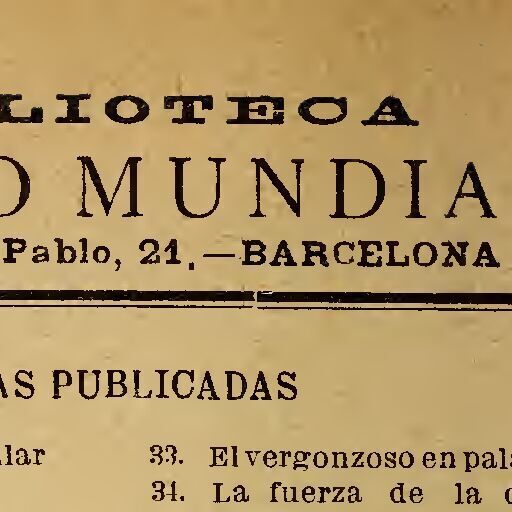 LIOTECA
O MUNDIA
Pablo, 21.—BARCELONA
AS PUBLICADAS
lar 33. El vergonzoso en pala
34. La fuerza de la